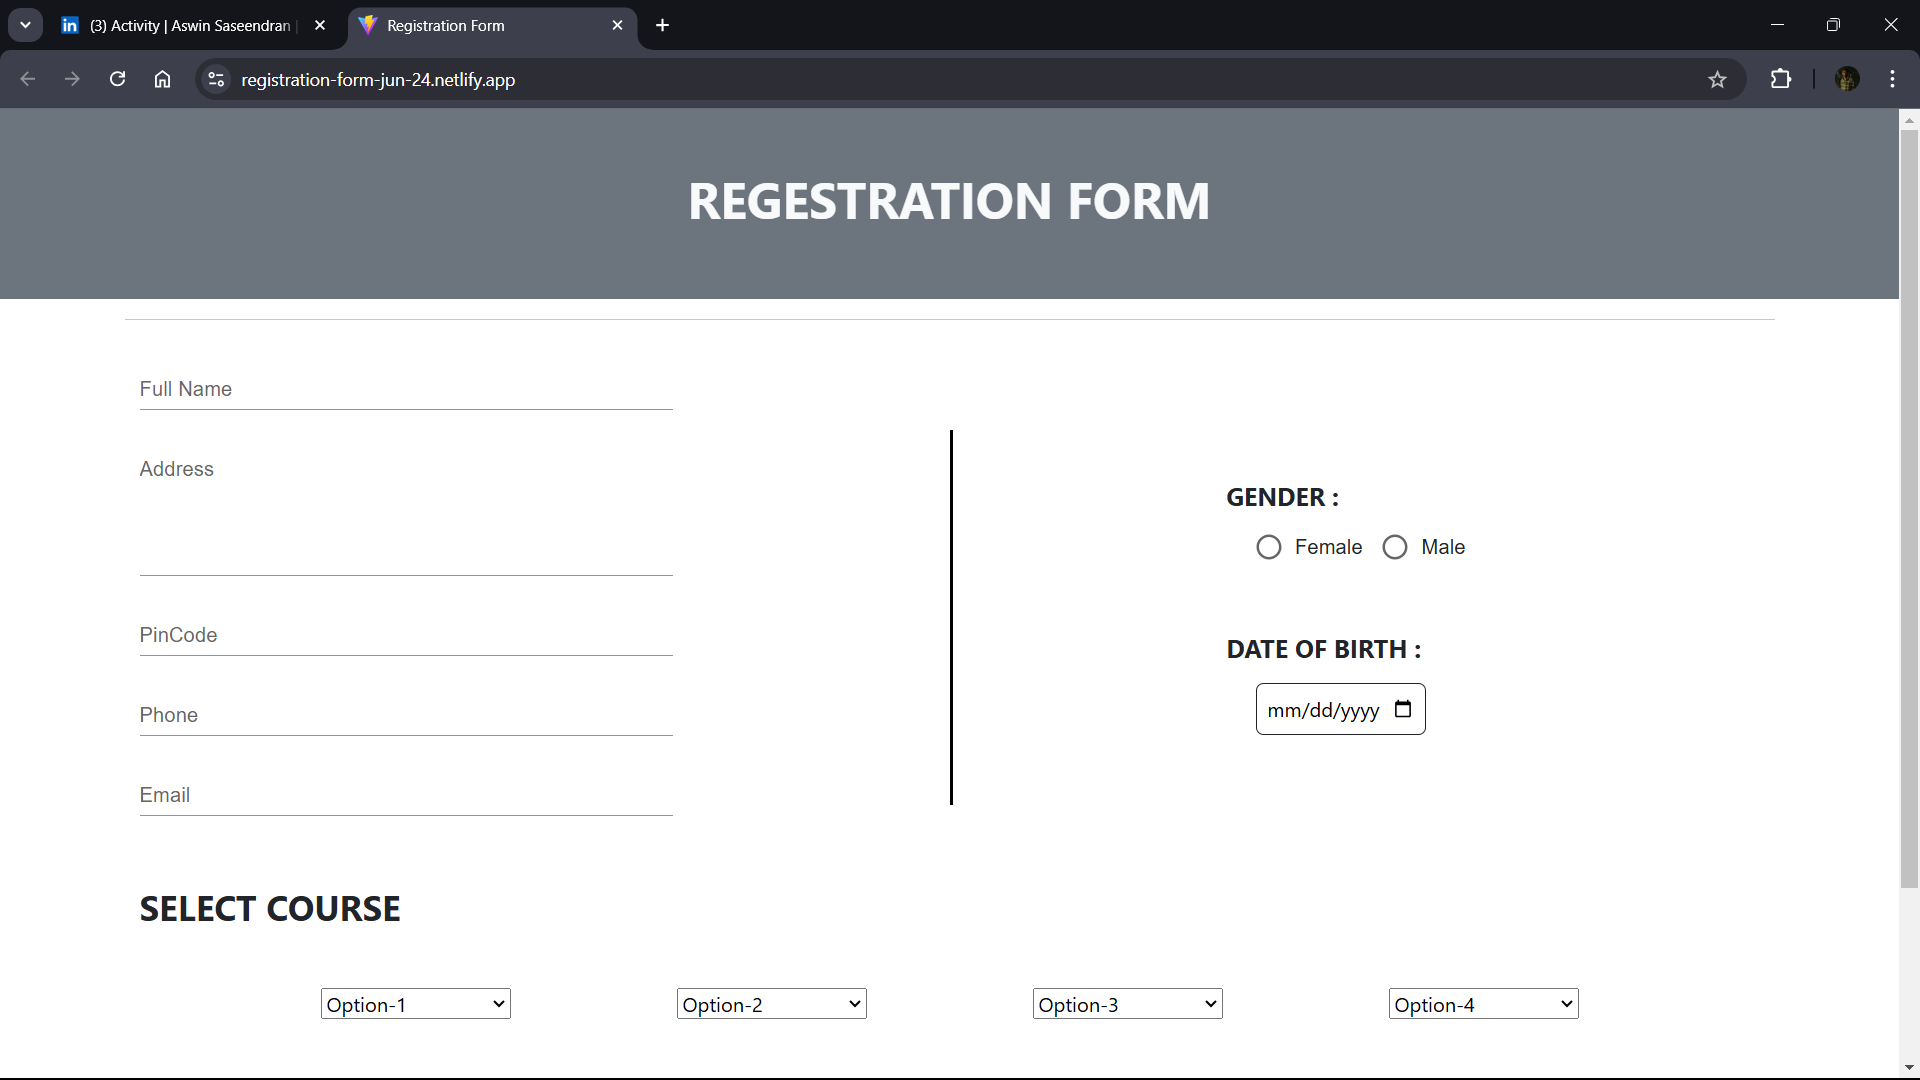 (3) Activity | Aswin Saseendran |
Registration Form
registration-form-jun-24.netlify.app
REGESTRATION FORM
Full Name
Address
PinCode
Phone
Email
GENDER :
Female
Male
DATE OF BIRTH :
mm/dd/yyyy
SELECT COURSE
Option-1
Option-2
Option-3
Option-4